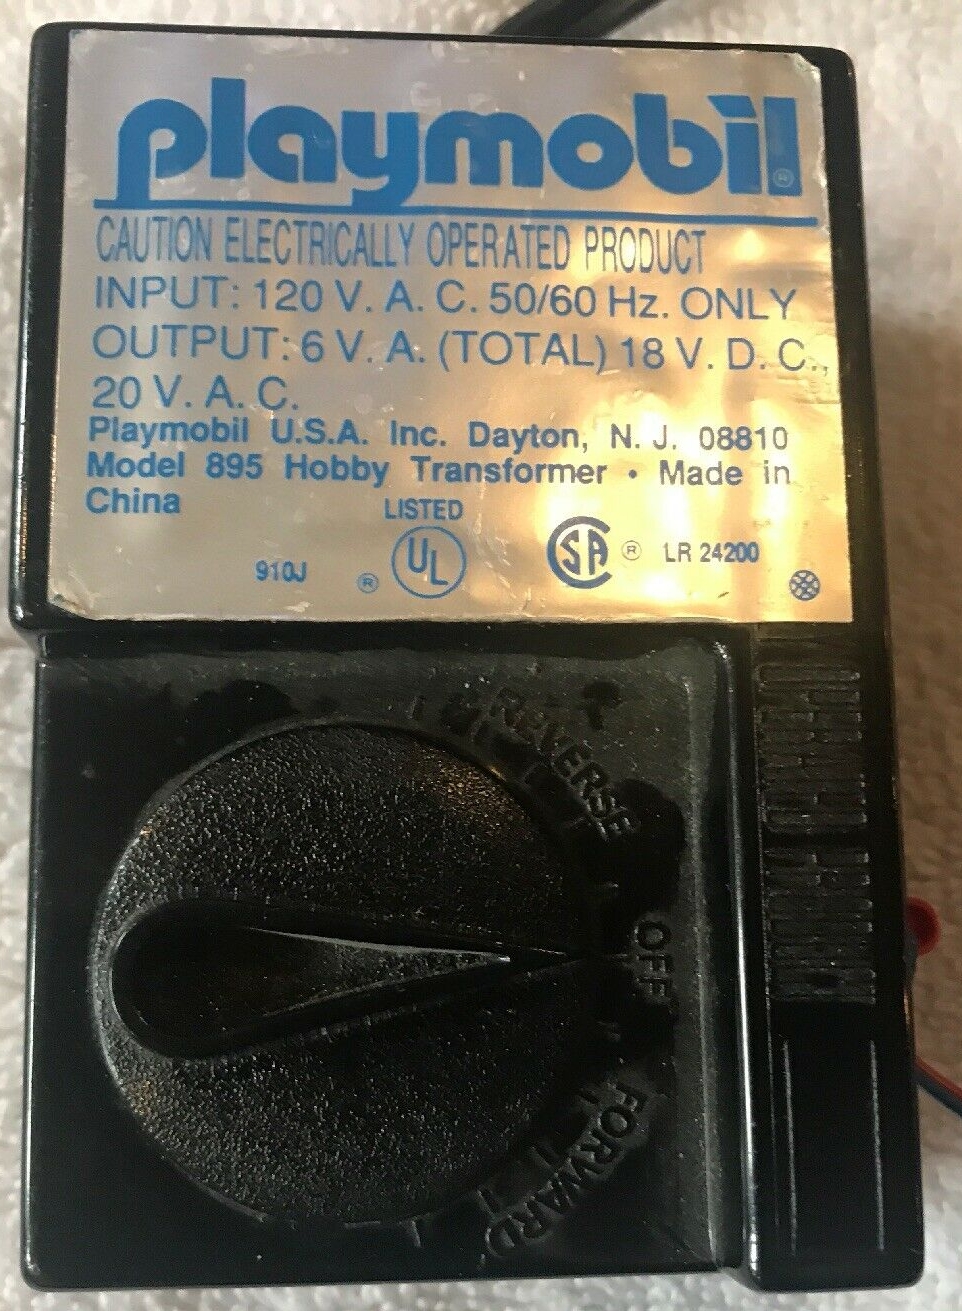 playmobil®
CAUTION ELECTRICALLY OPERATED PRODUCT
INPUT: 120 V. A. C. 50/60 Hz. ONLY
OUTPUT: 6 V. A. (TOTAL) 18 V. D. C.,
20 V. A. C.
Playmobil U.S.A. Inc. Dayton, N. J. 08810
Model 895 Hobby Transformer • Made in
China
LISTED
910J ® UL SA ® LR 24200
REVERSE
OFF
FORWARD